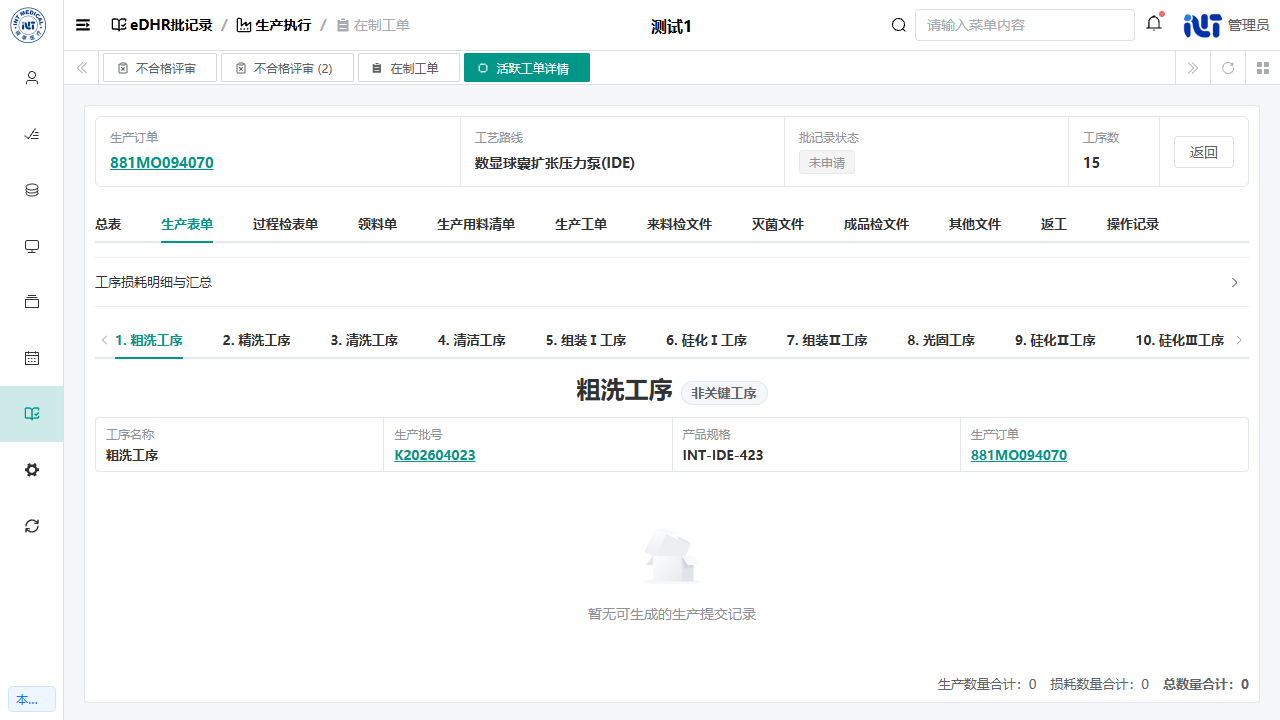 INT MEDICAL
INT
eDHR批记录 / 生产执行 / 在制工单
测试1
请输入菜单内容
INT 管理员
不合格评审
不合格评审 (2)
在制工单
活跃工单详情
生产订单
881MO094070
工艺路线
数显球囊扩张压力泵(IDE)
批记录状态
未申请
工序数
15
返回
总表 生产表单 过程检表单 领料单 生产用料清单 生产工单 来料检文件 灭菌文件 成品检文件 其他文件 返工 操作记录
工序损耗明细与汇总
1. 粗洗工序 2. 精洗工序 3. 清洗工序 4. 清洁工序 5. 组装Ⅰ工序 6. 硅化Ⅰ工序 7. 组装Ⅱ工序 8. 光固工序 9. 硅化Ⅱ工序 10. 硅化Ⅲ工序
粗洗工序 非关键工序
工序名称
粗洗工序
生产批号
K202604023
产品规格
INT-IDE-423
生产订单
881MO094070
暂无可生成的生产提交记录
生产数量合计：0 损耗数量合计：0 总数量合计：0
本...